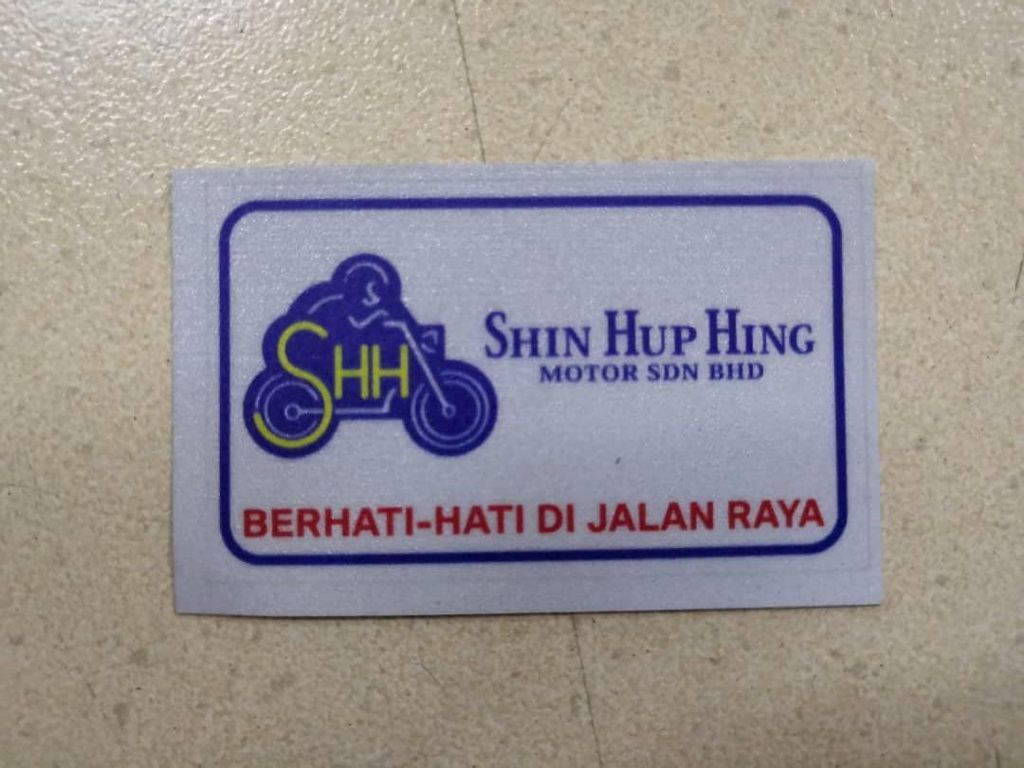 SHH
SHIN HUP HING
MOTOR SDN BHD
BERHATI-HATI DI JALAN RAYA